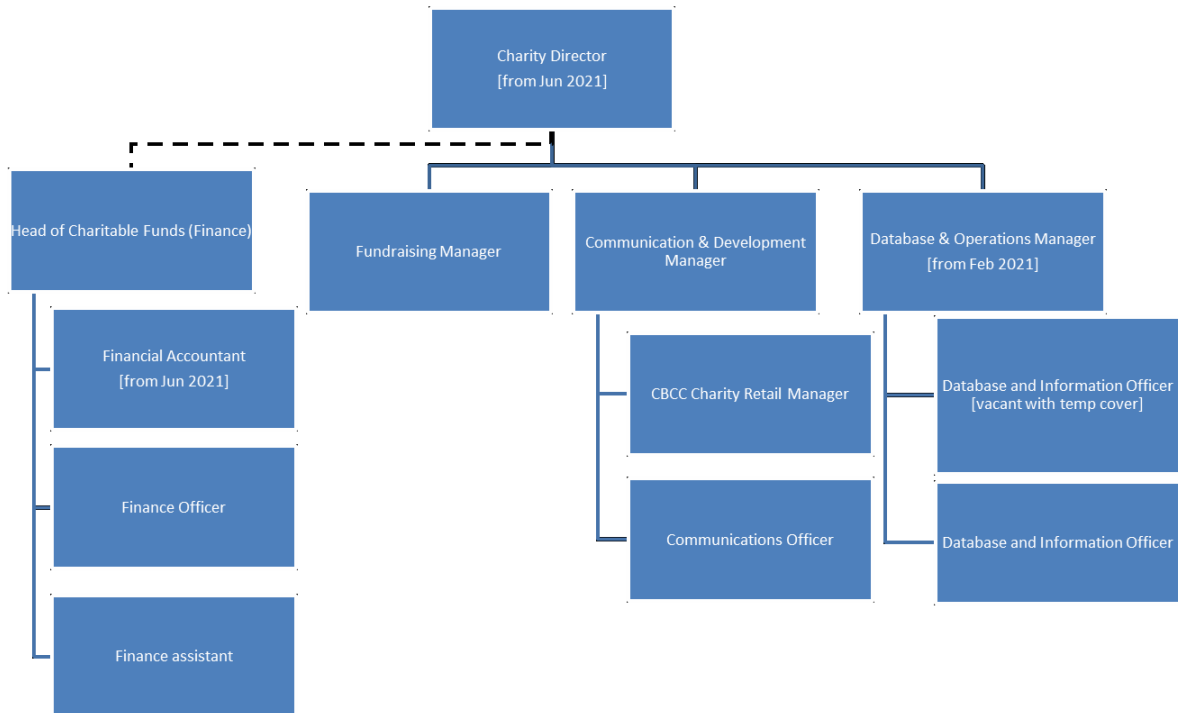 Charity Director
[from Jun 2021]
Head of Charitable Funds (Finance)
Fundraising Manager
Communication & Development
Manager
Database & Operations Manager
[from Feb 2021]
Financial Accountant
[from Jun 2021]
Finance Officer
Finance assistant
CBCC Charity Retail Manager
Communications Officer
Database and Information Officer
[vacant with temp cover]
Database and Information Officer